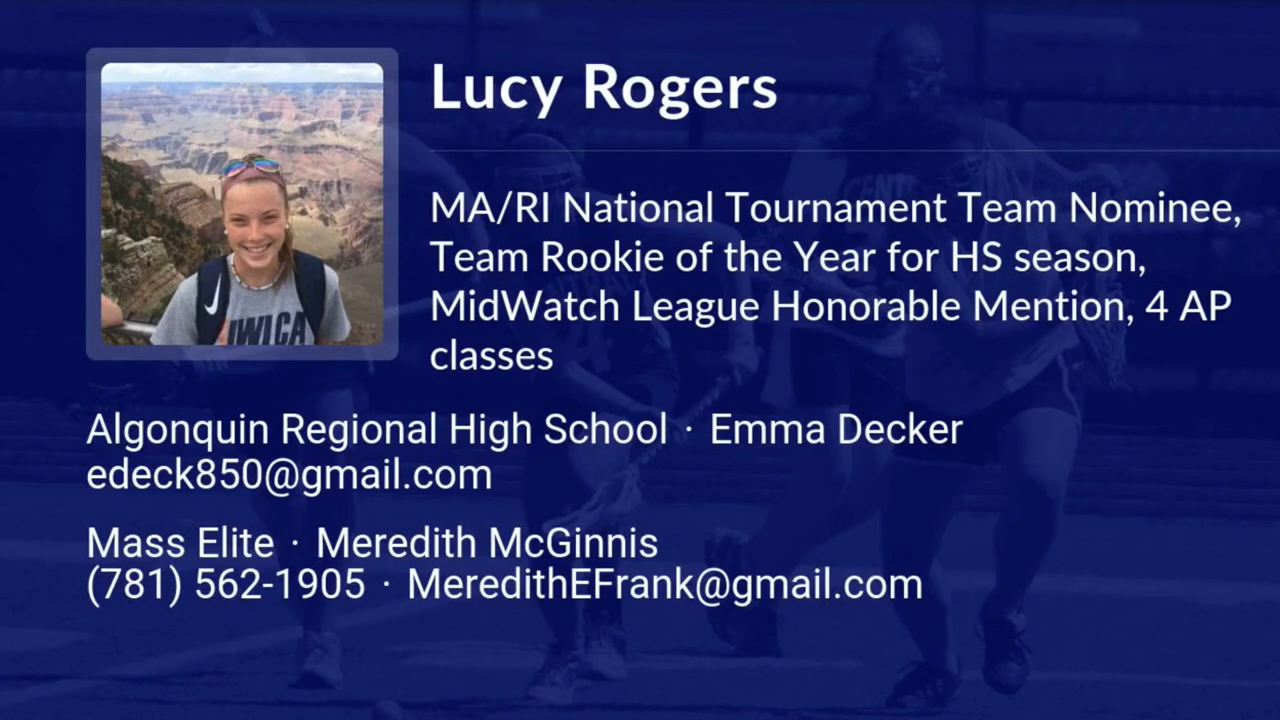 Lucy Rogers
MA/RI National Tournament Team Nominee,
Team Rookie of the Year for HS season,
MidWatch League Honorable Mention, 4 AP
classes
Algonquin Regional High School · Emma Decker
edeck850@gmail.com
Mass Elite · Meredith McGinnis
(781) 562-1905 · MeredithEFrank@gmail.com